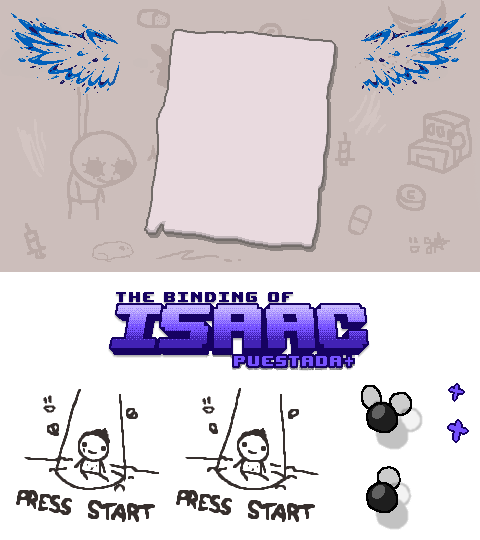 THE BINDING OF
ISAAC
PUESTADA+
PRESS START PRESS START